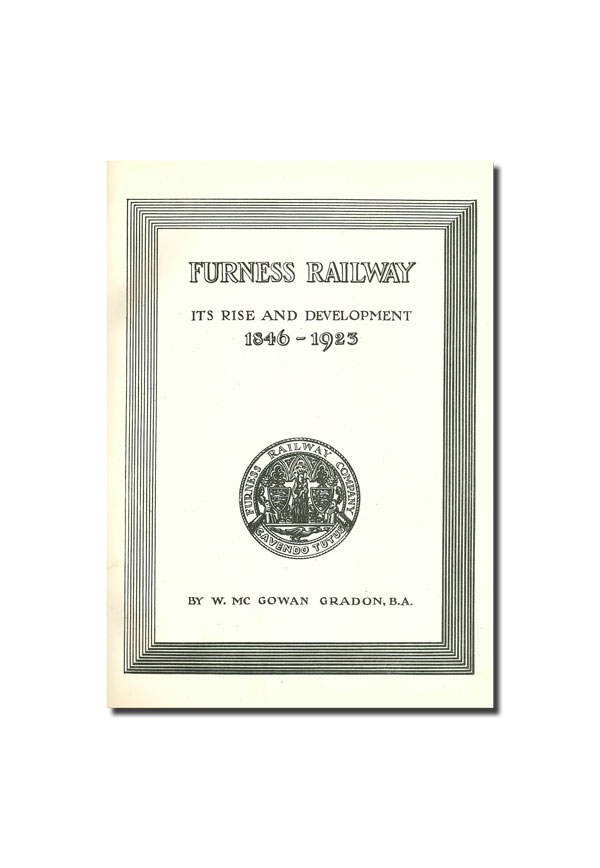 FURNESS RAILWAY
ITS RISE AND DEVELOPMENT
1846 – 1923
FURNESS RAILWAY COMPANY
CAVENDO TUTUS
BY W. MC GOWAN GRADON, B.A.